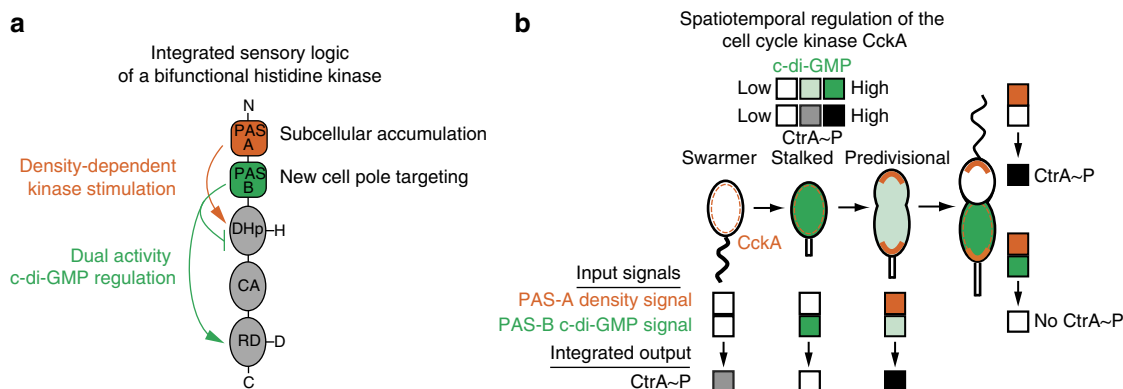 a
Integrated sensory logic
of a bifunctional histidine kinase
N
PAS
A
Subcellular accumulation
Density-dependent
kinase stimulation
PAS
B
New cell pole targeting
DHp
H
Dual activity
c-di-GMP regulation
CA
RD
D
C
b
Spatiotemporal regulation of the
cell cycle kinase CckA
c-di-GMP
Low High
Low High
CtrA~P
Swarmer Stalked Predivisional
CckA
CtrA~P
Input signals
PAS-A density signal
PAS-B c-di-GMP signal
No CtrA~P
Integrated output
CtrA~P